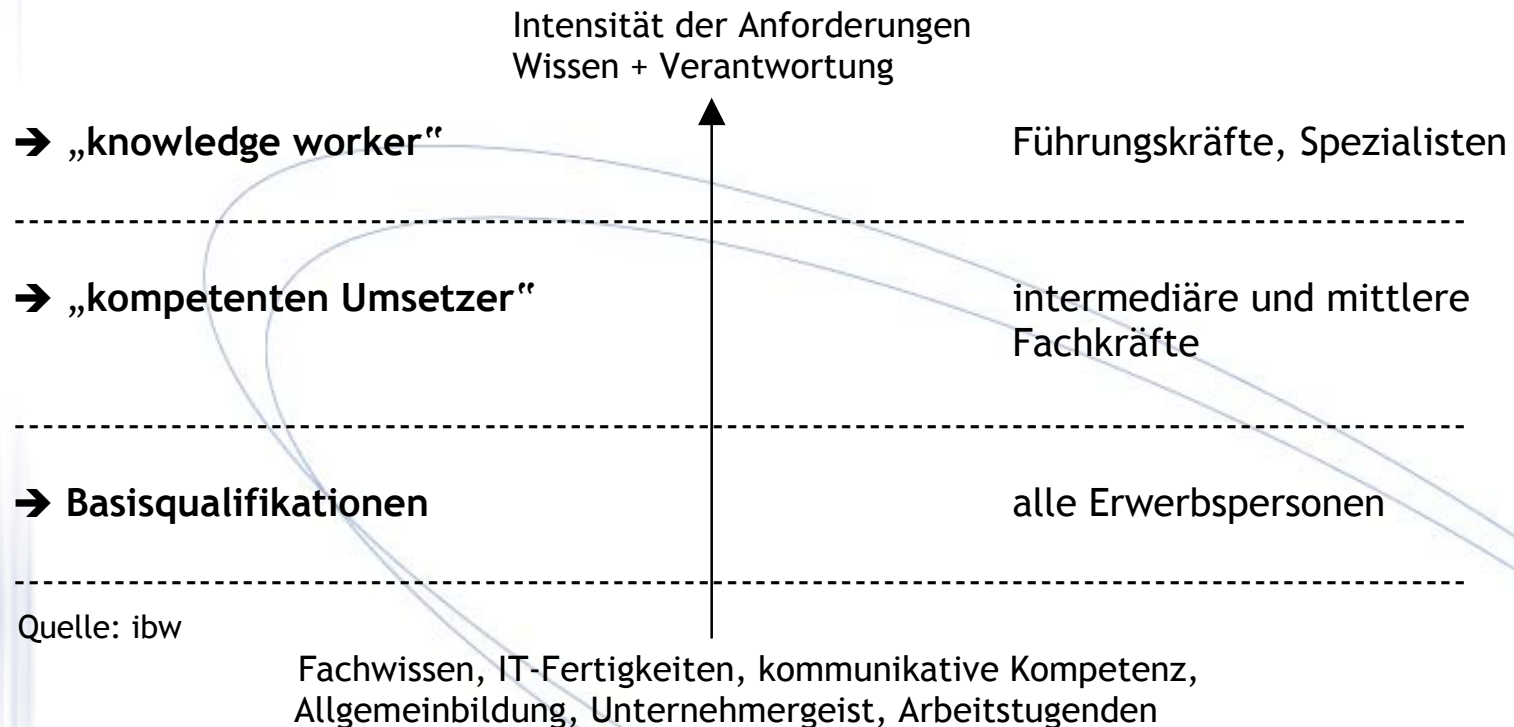 Intensität der Anforderungen
Wissen + Verantwortung
➔ „knowledge worker“ Führungskräfte, Spezialisten
➔ „kompetenten Umsetzer“ intermediäre und mittlere
Fachkräfte
➔ Basisqualifikationen alle Erwerbspersonen
Quelle: ibw
Fachwissen, IT-Fertigkeiten, kommunikative Kompetenz,
Allgemeinbildung, Unternehmergeist, Arbeitstugenden